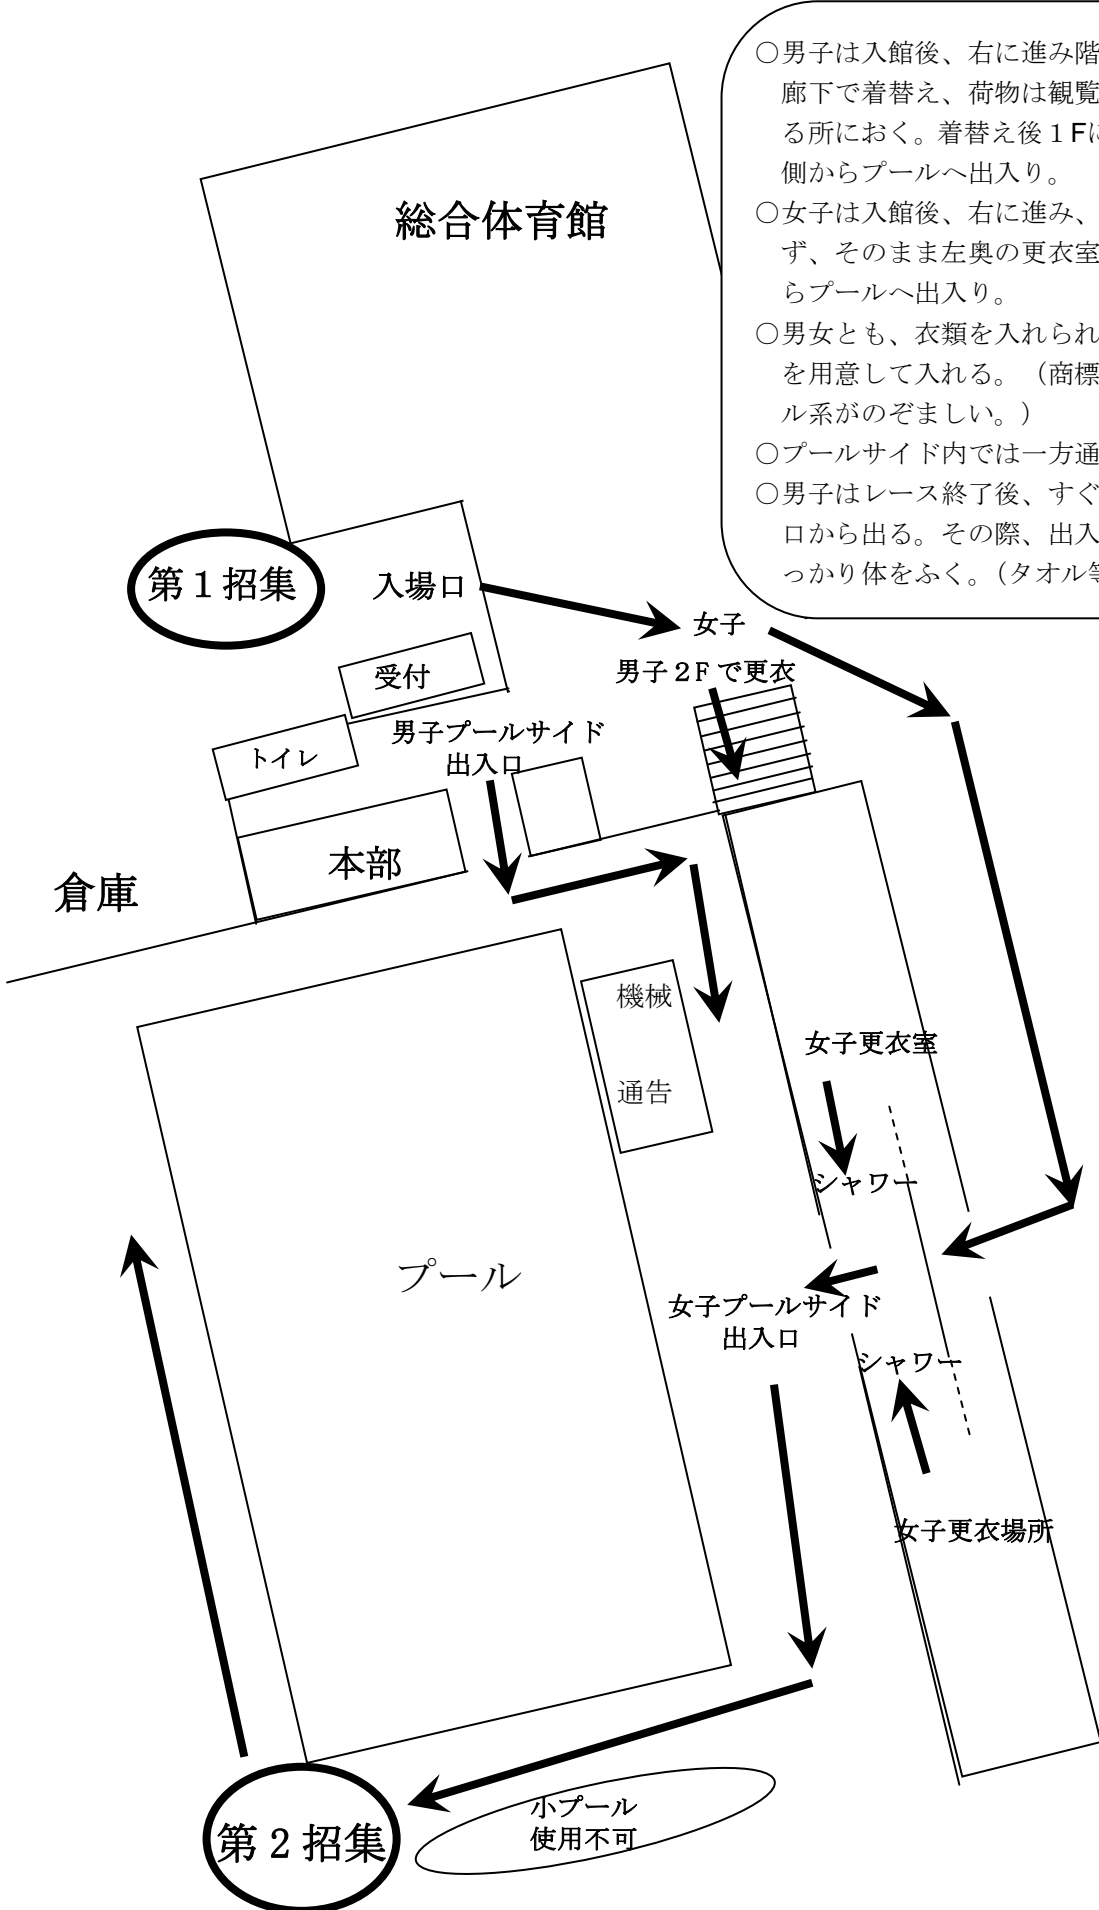 ○男子は入館後、右に進み階
廊下で着替え、荷物は観覧
る所におく。着替え後１Fに
側からプールへ出入り。
○女子は入館後、右に進み、
ず、そのまま左奥の更衣室
らプールへ出入り。
○男女とも、衣類を入れられ
を用意して入れる。（商標
ル系がのぞましい。）
○プールサイド内では一方通
○男子はレース終了後、すぐ
口から出る。その際、出入
っかり体をふく。（タオル等
総合体育館
第１招集
入場口
女子
受付
男子２Fで更衣
トイレ
男子プールサイド
出入口
本部
倉庫
機械
通告
女子更衣室
シャワー
プール
女子プールサイド
出入口
シャワー
女子更衣場所
小プール
使用不可
第２招集